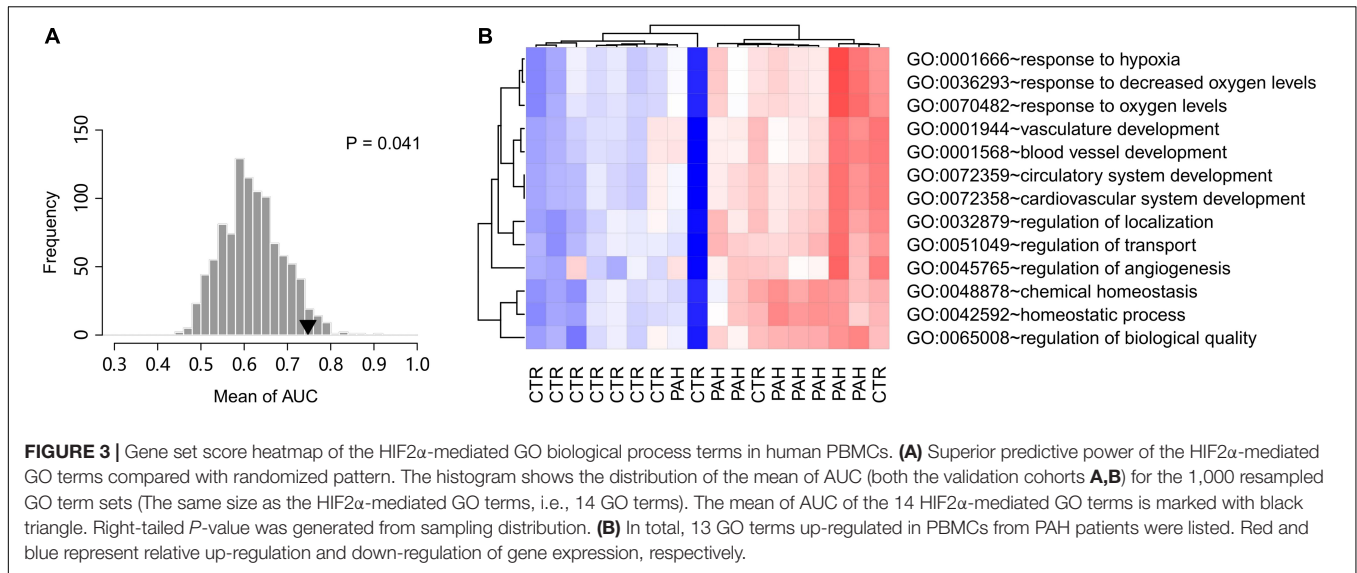 A
B
150
100
50
0
Frequency
P = 0.041
0.3 0.4 0.5 0.6 0.7 0.8 0.9 1.0
Mean of AUC
GO:0001666~response to hypoxia
GO:0036293~response to decreased oxygen levels
GO:0070482~response to oxygen levels
GO:0001944~vasculature development
GO:0001568~blood vessel development
GO:0072359~circulatory system development
GO:0072358~cardiovascular system development
GO:0032879~regulation of localization
GO:0051049~regulation of transport
GO:0045765~regulation of angiogenesis
GO:0048878~chemical homeostasis
GO:0042592~homeostatic process
GO:0065008~regulation of biological quality
CTR CTR CTR CTR CTR CTR CTR PAH CTR PAH PAH CTR PAH PAH PAH PAH PAH CTR
FIGURE 3 | Gene set score heatmap of the HIF2α-mediated GO biological process terms in human PBMCs. (A) Superior predictive power of the HIF2α-mediated
GO terms compared with randomized pattern. The histogram shows the distribution of the mean of AUC (both the validation cohorts A,B) for the 1,000 resampled
GO term sets (The same size as the HIF2α-mediated GO terms, i.e., 14 GO terms). The mean of AUC of the 14 HIF2α-mediated GO terms is marked with black
triangle. Right-tailed P-value was generated from sampling distribution. (B) In total, 13 GO terms up-regulated in PBMCs from PAH patients were listed. Red and
blue represent relative up-regulation and down-regulation of gene expression, respectively.